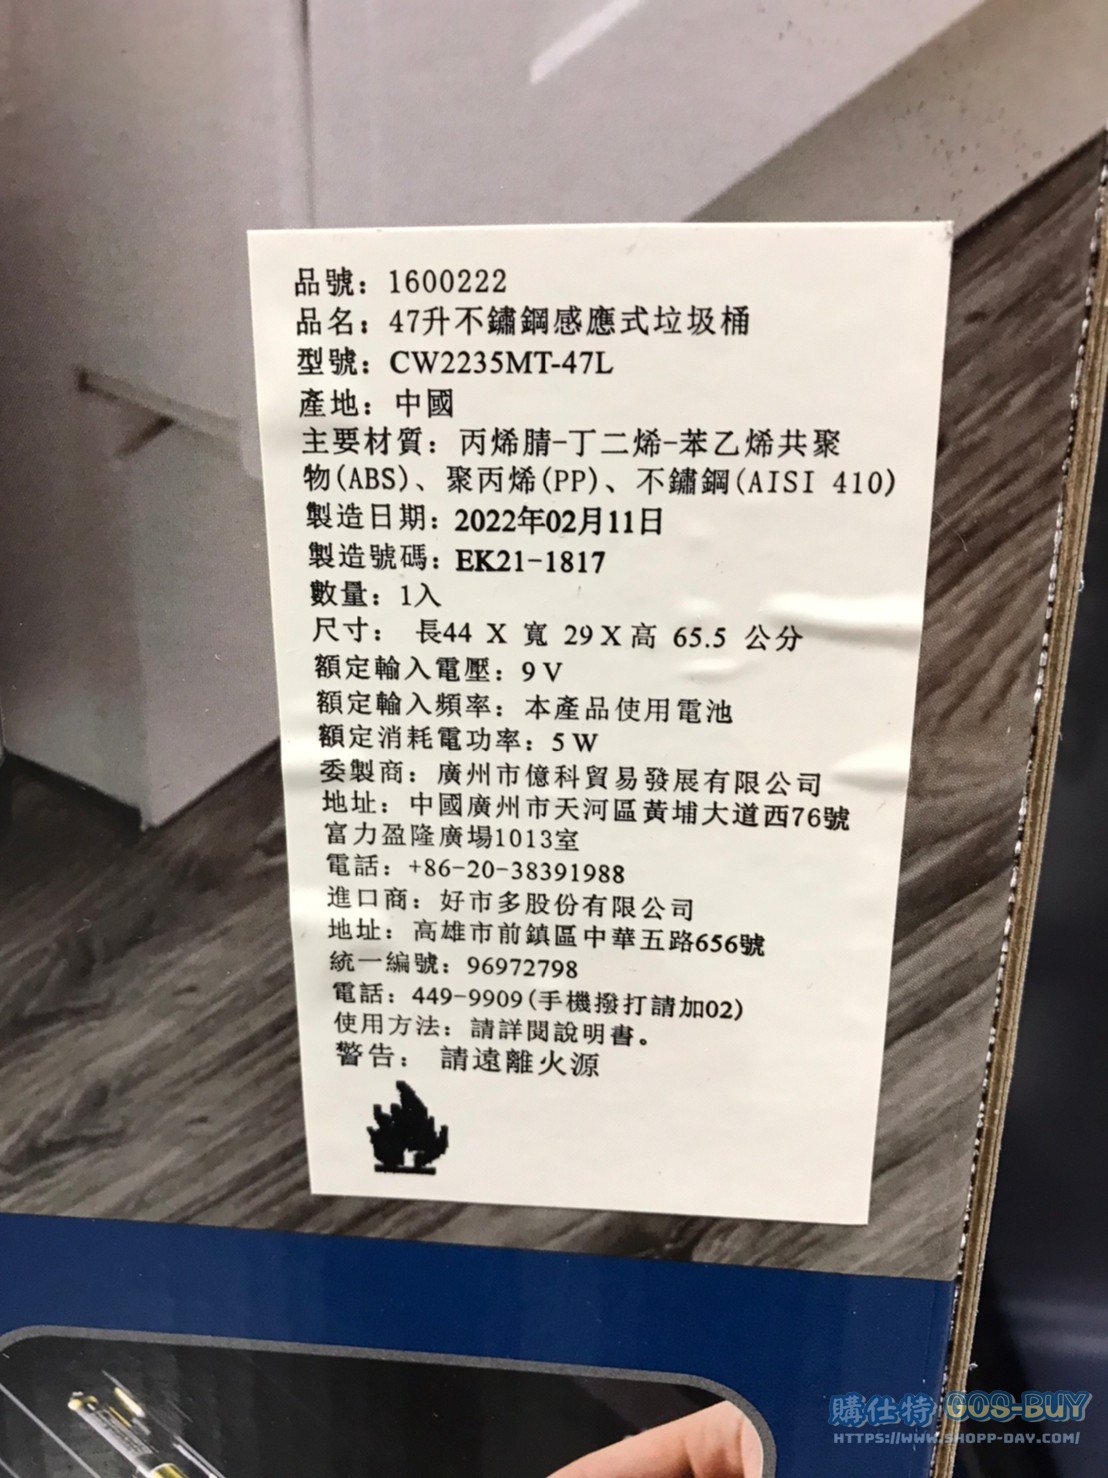 品號：1600222
品名：47升不鏽鋼感應式垃圾桶
型號：CW2235MT-47L
產地：中國
主要材質：丙烯腈-丁二烯-苯乙烯共聚
物(ABS)、聚丙烯(PP)、不鏽鋼(AISI 410)
製造日期：2022年02月11日
製造號碼：EK21-1817
數量：1入
尺寸： 長44 X 寬 29 X 高 65.5 公分
額定輸入電壓：9 V
額定輸入頻率：本產品使用電池
額定消耗電功率：5 W
委製商：廣州市億科貿易發展有限公司
地址：中國廣州市天河區黃埔大道西76號
富力盈隆廣場1013室
電話：+86-20-38391988
進口商：好市多股份有限公司
地址：高雄市前鎮區中華五路656號
統一編號：96972798
電話：449-9909(手機撥打請加02)
使用方法：請詳閱說明書。
警告： 請遠離火源
購仕特 GOS-BUY
HTTPS://WWW.SHOPP-DAY.COM/